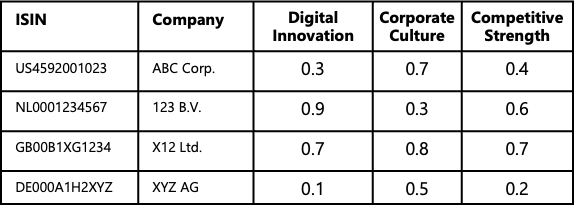 ISIN Company Digital Innovation Corporate Culture Competitive Strength
US4592001023 ABC Corp. 0.3 0.7 0.4
NL0001234567 123 B.V. 0.9 0.3 0.6
GB00B1XG1234 X12 Ltd. 0.7 0.8 0.7
DE000A1H2XYZ XYZ AG 0.1 0.5 0.2